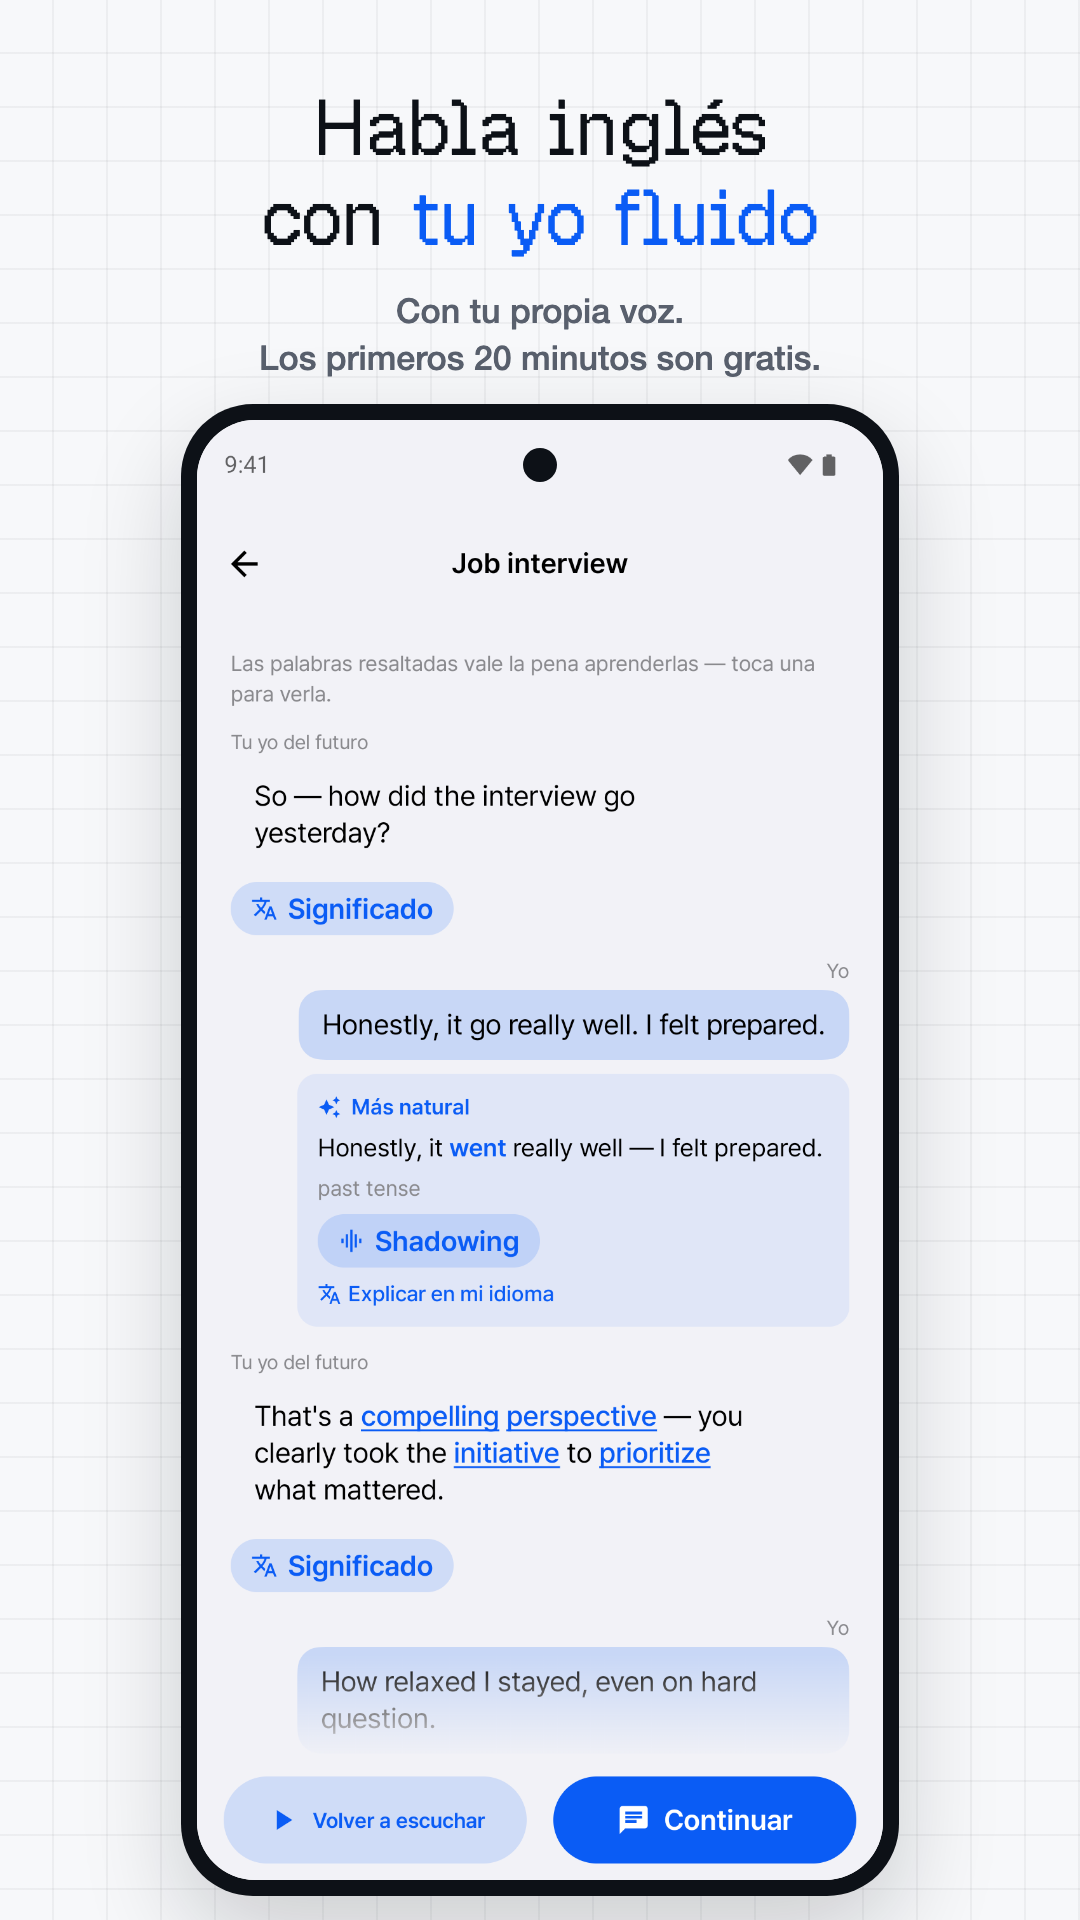 Habla inglés
con tu yo fluido
Con tu propia voz.
Los primeros 20 minutos son gratis.
9:41
Job interview
Las palabras resaltadas vale la pena aprenderlas — toca una
para verla.
Tu yo del futuro
So — how did the interview go
yesterday?
Significado
Yo
Honestly, it go really well. I felt prepared.
Más natural
Honestly, it went really well — I felt prepared.
past tense
Shadowing
Explicar en mi idioma
Tu yo del futuro
That's a compelling perspective — you
clearly took the initiative to prioritize
what mattered.
Significado
Yo
How relaxed I stayed, even on hard
question.
Volver a escuchar
Continuar